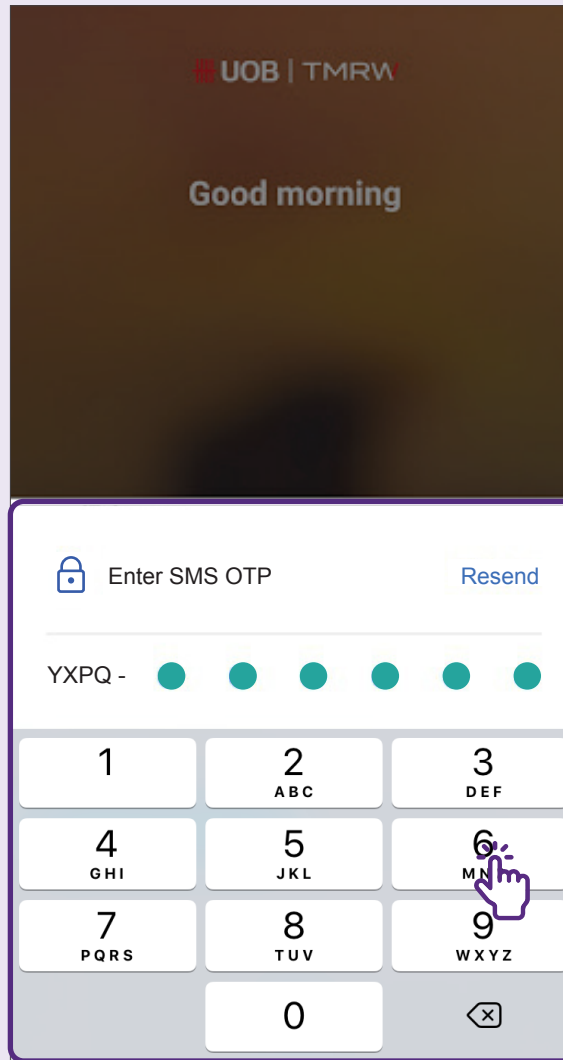 UOB | TMRW
Good morning
Enter SMS OTP Resend
YXPQ -
1 2 3
ABC DEF
4 5 6
GHI JKL MN
7 8 9
PQRS TUV WXYZ
0